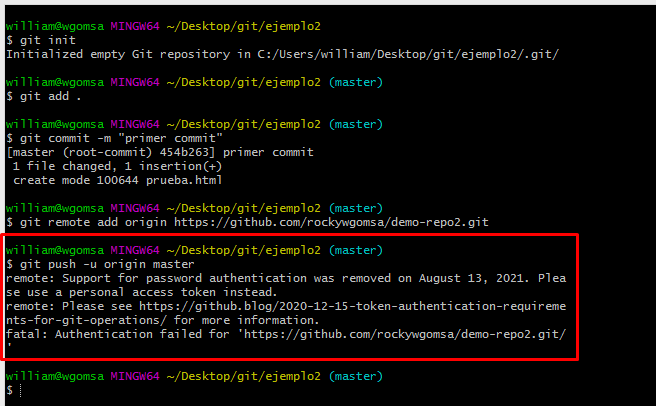 william@wgomsa MINGW64 ~/Desktop/git/ejemplo2
$ git init
Initialized empty Git repository in C:/Users/william/Desktop/git/ejemplo2/.git/
william@wgomsa MINGW64 ~/Desktop/git/ejemplo2 (master)
$ git add .
william@wgomsa MINGW64 ~/Desktop/git/ejemplo2 (master)
$ git commit -m "primer commit"
[master (root-commit) 454b263] primer commit
 1 file changed, 1 insertion(+)
 create mode 100644 prueba.html
william@wgomsa MINGW64 ~/Desktop/git/ejemplo2 (master)
$ git remote add origin https://github.com/rockywgomsa/demo-repo2.git
william@wgomsa MINGW64 ~/Desktop/git/ejemplo2 (master)
$ git push -u origin master
remote: Support for password authentication was removed on August 13, 2021. Plea
se use a personal access token instead.
remote: Please see https://github.blog/2020-12-15-token-authentication-requireme
nts-for-git-operations/ for more information.
fatal: Authentication failed for 'https://github.com/rockywgomsa/demo-repo2.git/
'
william@wgomsa MINGW64 ~/Desktop/git/ejemplo2 (master)
$